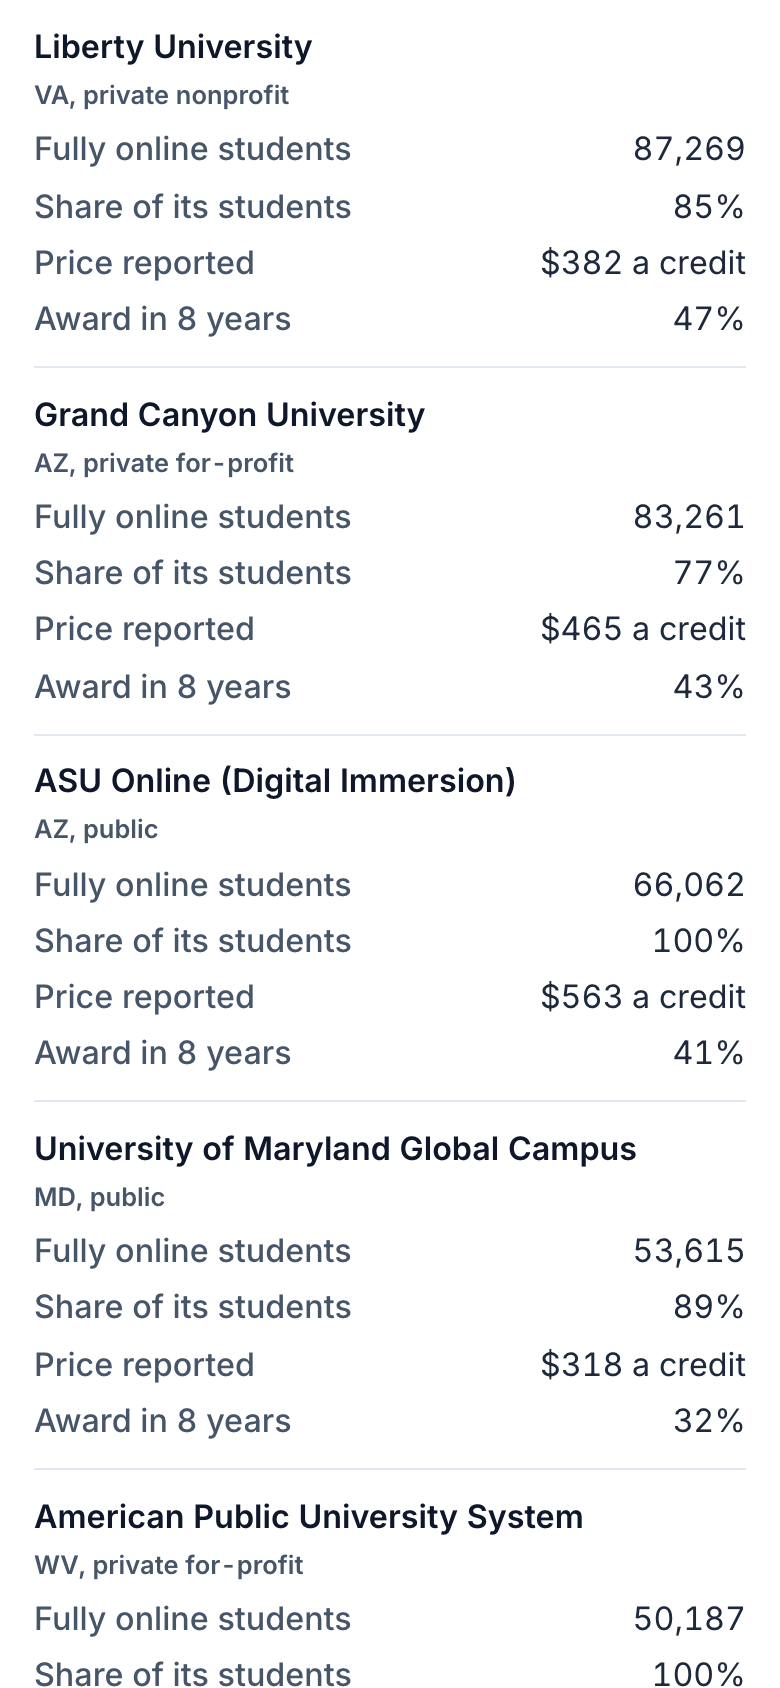 Liberty University
VA, private nonprofit
Fully online students 87,269
Share of its students 85%
Price reported $382 a credit
Award in 8 years 47%
Grand Canyon University
AZ, private for-profit
Fully online students 83,261
Share of its students 77%
Price reported $465 a credit
Award in 8 years 43%
ASU Online (Digital Immersion)
AZ, public
Fully online students 66,062
Share of its students 100%
Price reported $563 a credit
Award in 8 years 41%
University of Maryland Global Campus
MD, public
Fully online students 53,615
Share of its students 89%
Price reported $318 a credit
Award in 8 years 32%
American Public University System
WV, private for-profit
Fully online students 50,187
Share of its students 100%